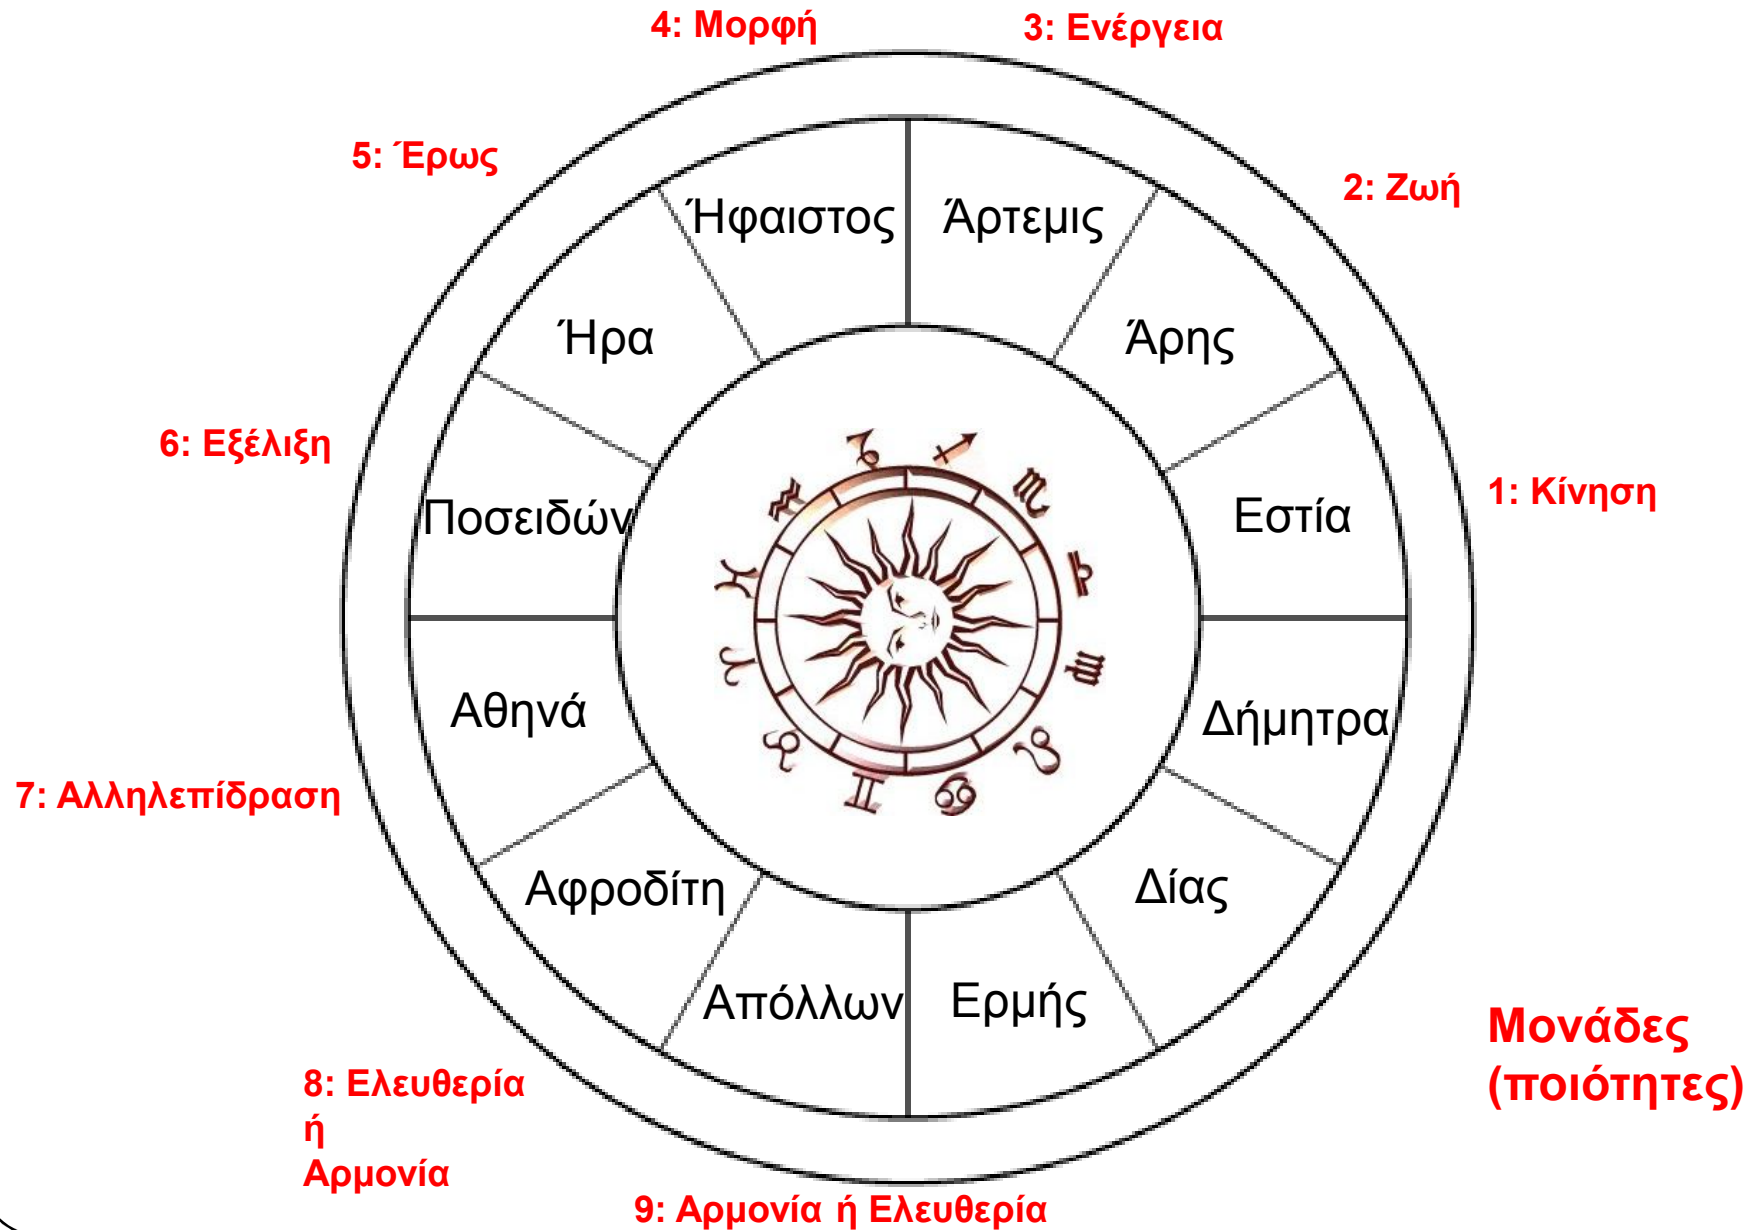 4: Μορφή
3: Ενέργεια
5: Έρως
2: Ζωή
Ήφαιστος
Άρτεμις
Ήρα
Άρης
6: Εξέλιξη
1: Κίνηση
Ποσειδών
Εστία
Αθηνά
Δήμητρα
7: Αλληλεπίδραση
Αφροδίτη
Δίας
Απόλλων
Ερμής
Μονάδες
(ποιότητες)
8: Ελευθερία
ή
Αρμονία
9: Αρμονία ή Ελευθερία